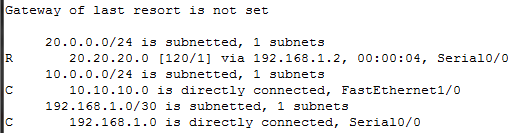 Gateway of last resort is not set
20.0.0.0/24 is subnetted, 1 subnets
R 20.20.20.0 [120/1] via 192.168.1.2, 00:00:04, Serial0/0
10.0.0.0/24 is subnetted, 1 subnets
C 10.10.10.0 is directly connected, FastEthernet1/0
192.168.1.0/30 is subnetted, 1 subnets
C 192.168.1.0 is directly connected, Serial0/0